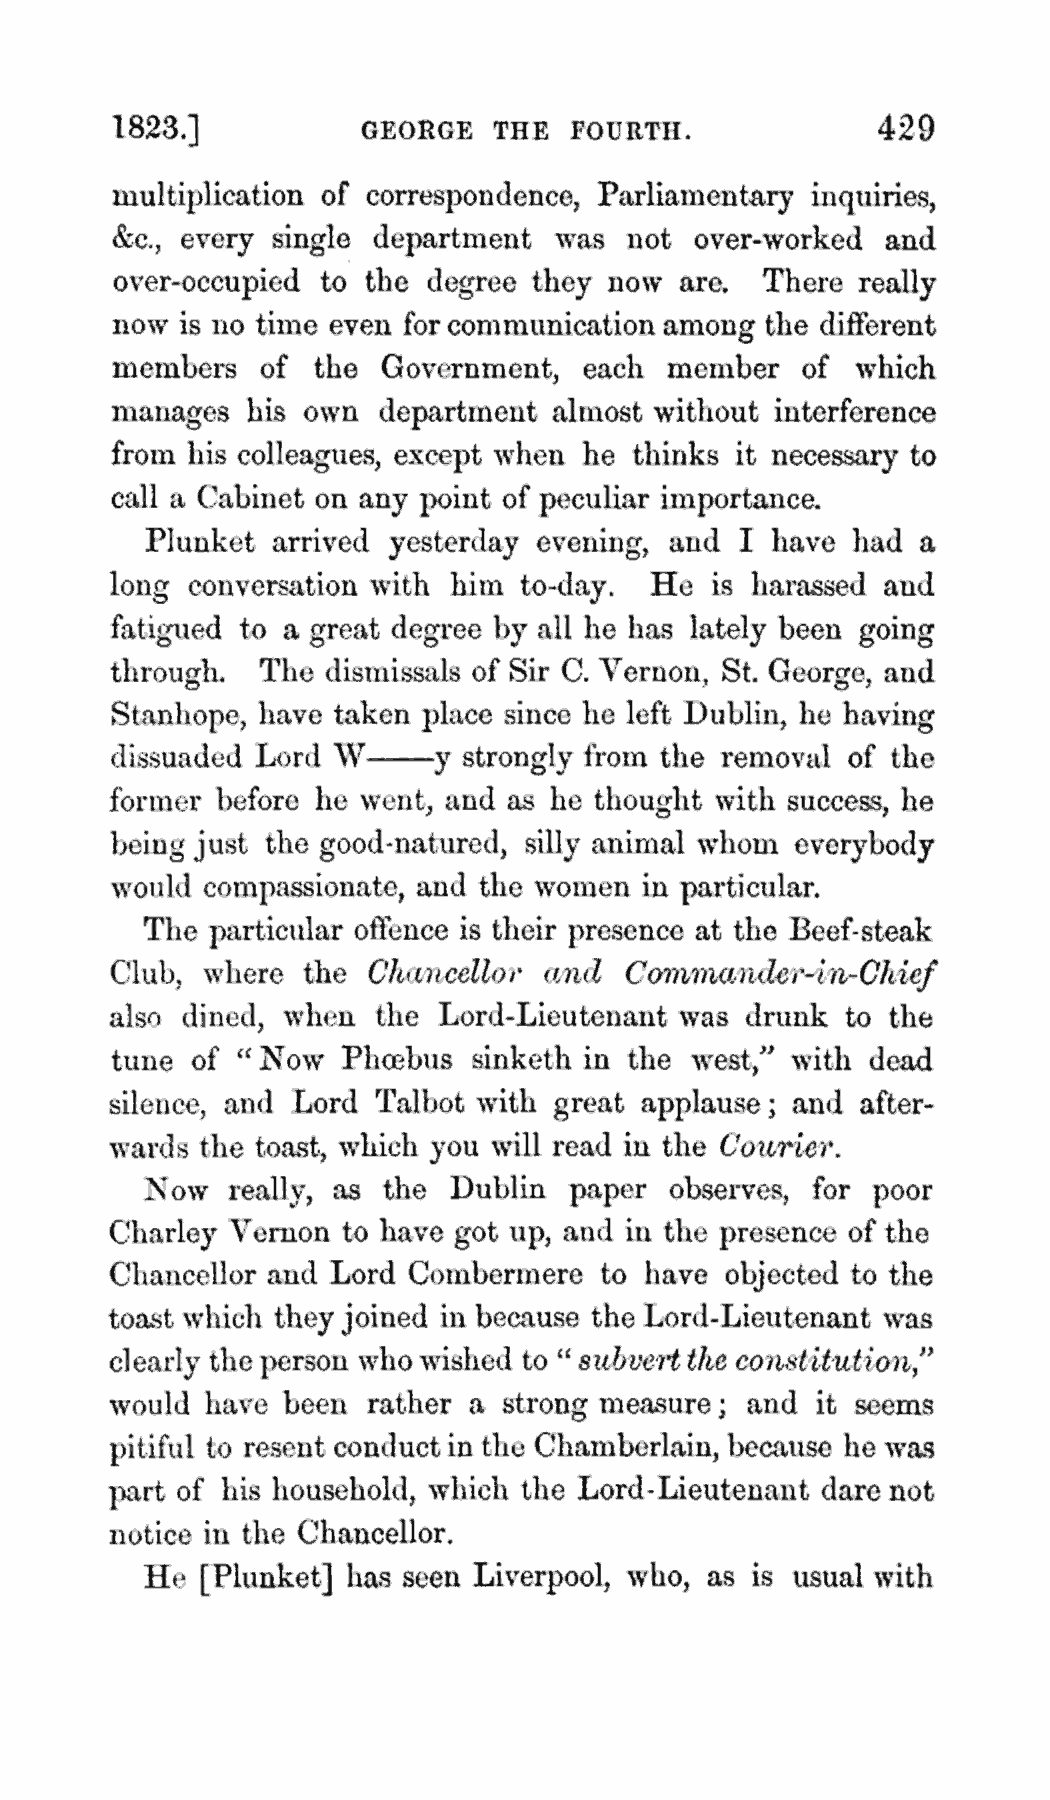 1823.] GEORGE THE FOURTH. 429
multiplication of correspondence, Parliamentary inquiries,
&c., every single department was not over-worked and
over-occupied to the degree they now are. There really
now is no time even for communication among the different
members of the Government, each member of which
manages his own department almost without interference
from his colleagues, except when he thinks it necessary to
call a Cabinet on any point of peculiar importance.
Plunket arrived yesterday evening, and I have had a
long conversation with him to-day. He is harassed and
fatigued to a great degree by all he has lately been going
through. The dismissals of Sir C. Vernon, St. George, and
Stanhope, have taken place since he left Dublin, he having
dissuaded Lord W——y strongly from the removal of the
former before he went, and as he thought with success, he
being just the good-natured, silly animal whom everybody
would compassionate, and the women in particular.
The particular offence is their presence at the Beef-steak
Club, where the Chancellor and Commander-in-Chief
also dined, when the Lord-Lieutenant was drunk to the
tune of "Now Phœbus sinketh in the west," with dead
silence, and Lord Talbot with great applause; and after-
wards the toast, which you will read in the Courier.
Now really, as the Dublin paper observes, for poor
Charley Vernon to have got up, and in the presence of the
Chancellor and Lord Combermere to have objected to the
toast which they joined in because the Lord-Lieutenant was
clearly the person who wished to "subvert the constitution,"
would have been rather a strong measure; and it seems
pitiful to resent conduct in the Chamberlain, because he was
part of his household, which the Lord-Lieutenant dare not
notice in the Chancellor.
He [Plunket] has seen Liverpool, who, as is usual with